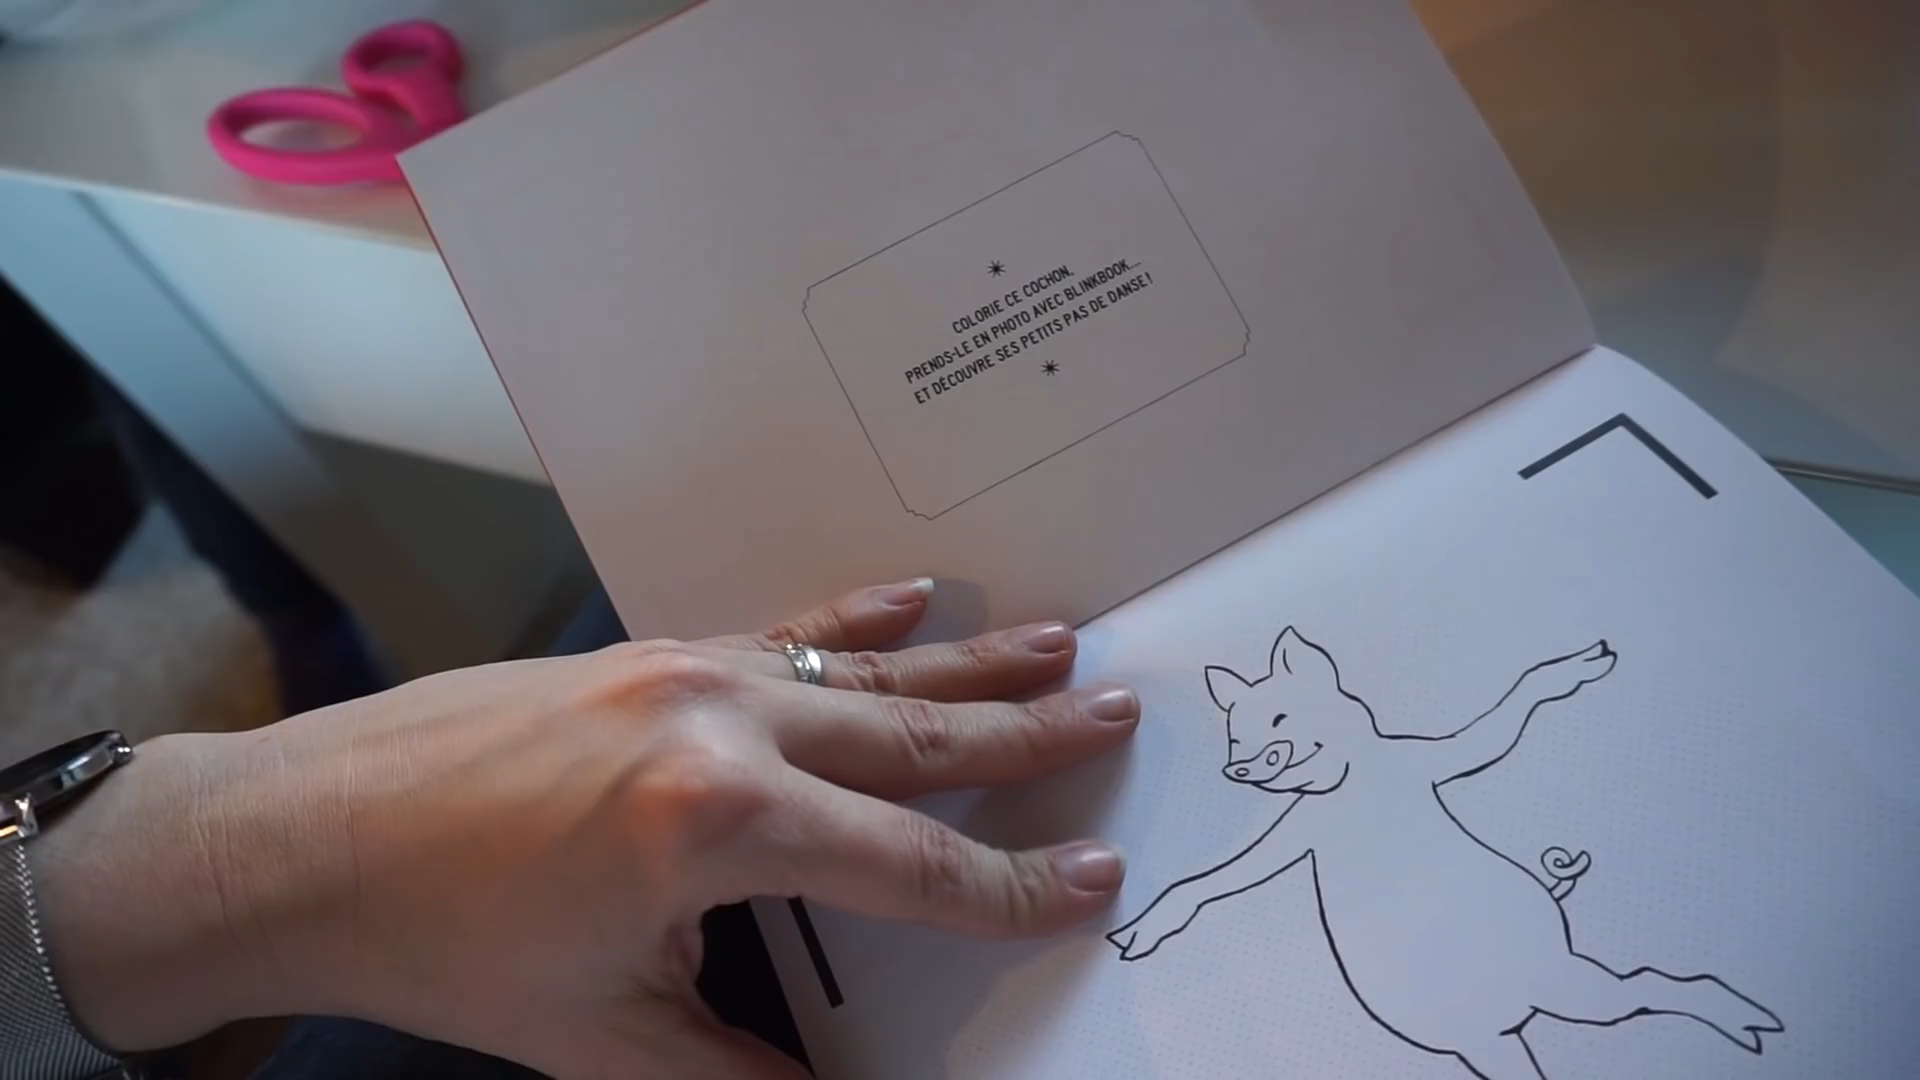 COLORIE CE COCHON,
PRENDS-LE EN PHOTO AVEC BLINKBOOK...
ET DÉCOUVRE SES PETITS PAS DE DANSE !